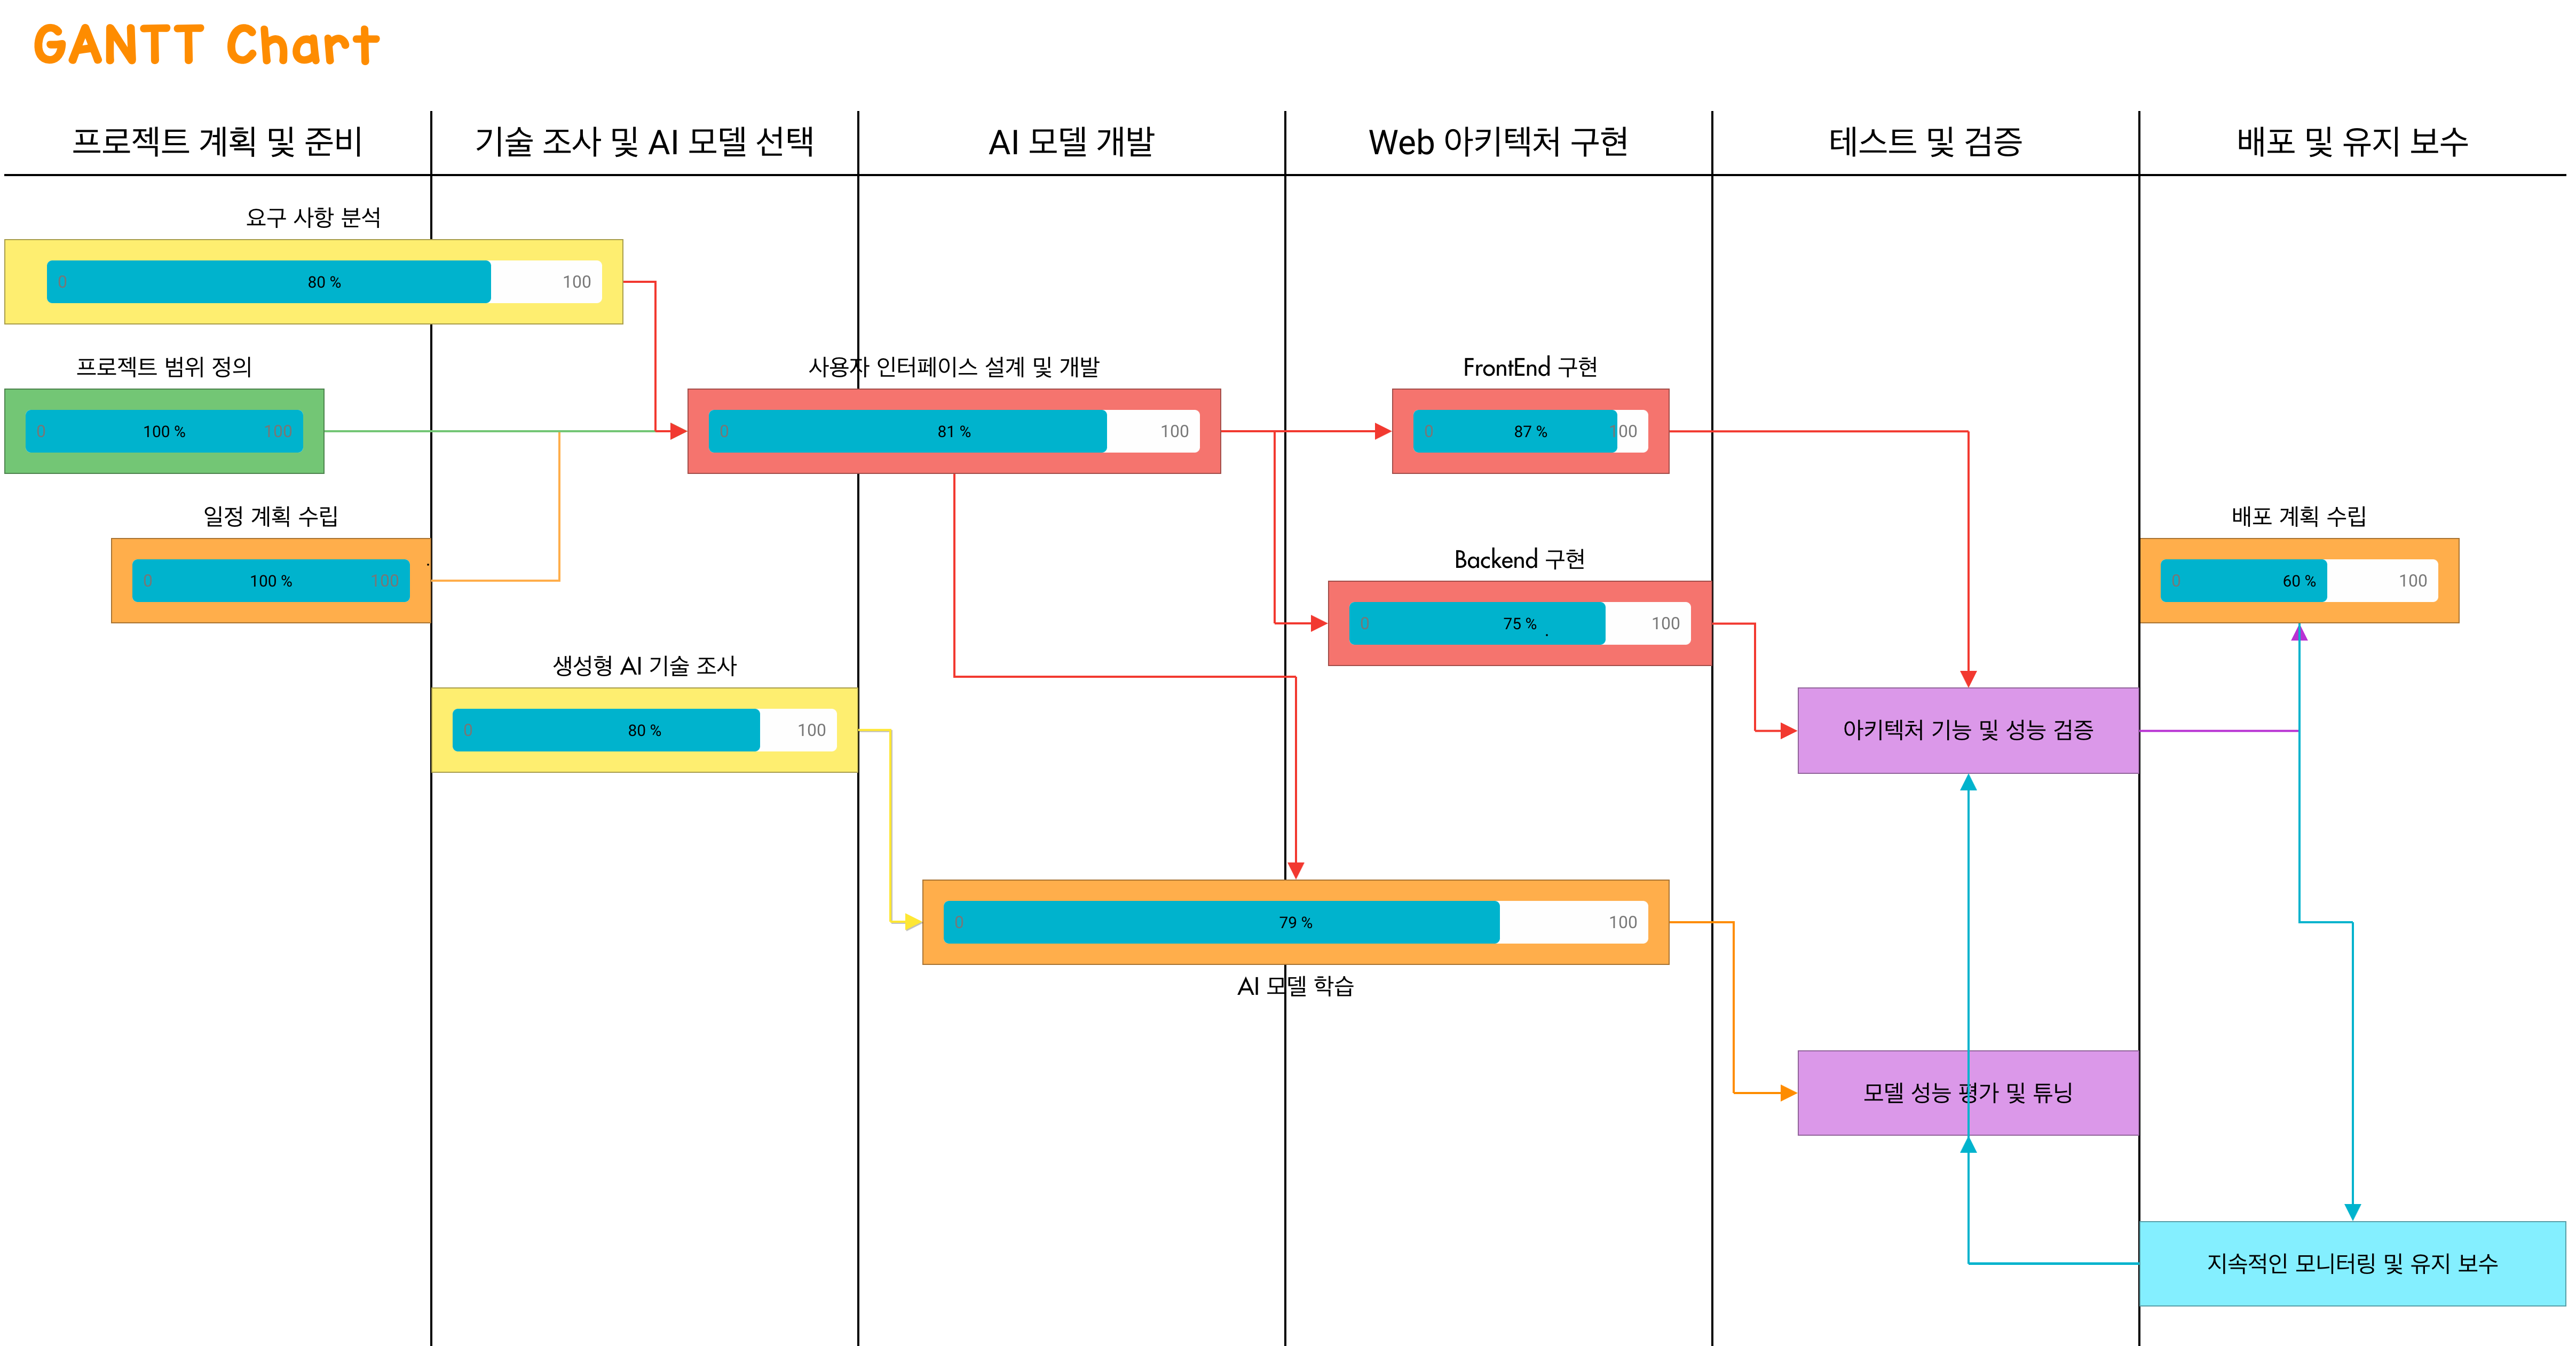 GANTT Chart
프로젝트 계획 및 준비
기술 조사 및 AI 모델 선택
AI 모델 개발
Web 아키텍처 구현
테스트 및 검증
배포 및 유지 보수
요구 사항 분석
0 80 % 100
프로젝트 범위 정의
0 100 % 100
사용자 인터페이스 설계 및 개발
0 81 % 100
FrontEnd 구현
0 87 % 100
일정 계획 수립
0 100 % 100
Backend 구현
0 75 % 100
배포 계획 수립
0 60 % 100
생성형 AI 기술 조사
0 80 % 100
아키텍처 기능 및 성능 검증
0 79 % 100
AI 모델 학습
모델 성능 평가 및 튜닝
지속적인 모니터링 및 유지 보수